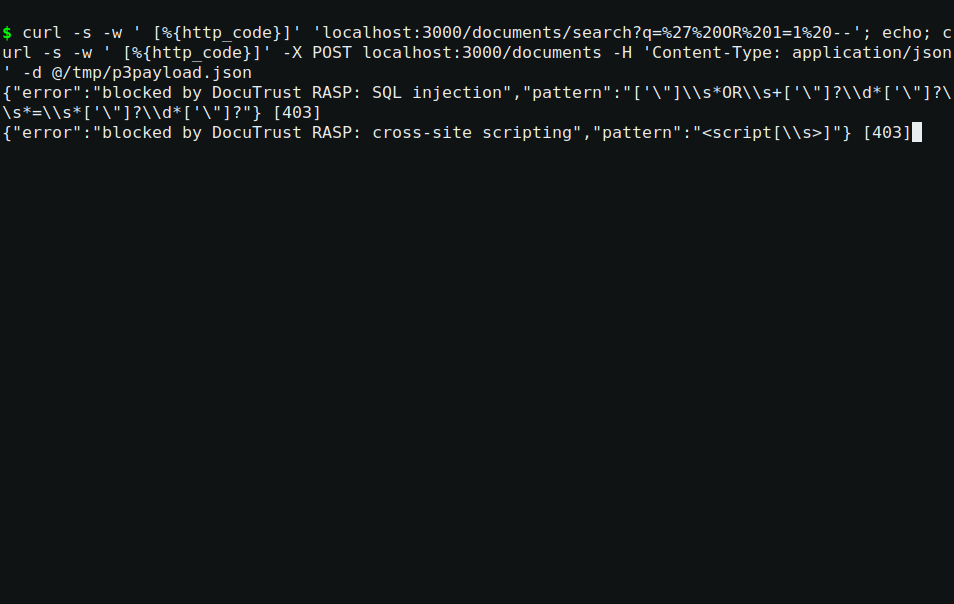 $ curl -s -w ' [%{http_code}]' 'localhost:3000/documents/search?q=%27%20OR%201=1%20--'; echo; c
url -s -w ' [%{http_code}]' -X POST localhost:3000/documents -H 'Content-Type: application/json
' -d @/tmp/p3payload.json
{"error":"blocked by DocuTrust RASP: SQL injection","pattern":"['\"]\\s*OR\\s+['\"]?\\d*['\"]?\
\s*=\\s*['\"]?\\d*['\"]?"} [403]
{"error":"blocked by DocuTrust RASP: cross-site scripting","pattern":"<script[\\s>]"} [403]